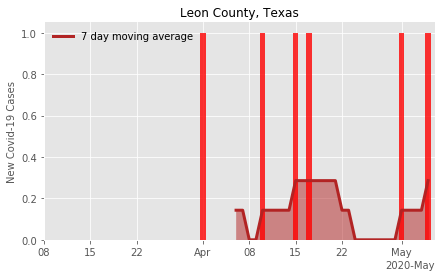 Leon County, Texas
7 day moving average
New Covid-19 Cases
1.0
0.8
0.6
0.4
0.2
0.0
08 15 22 Apr 08 15 22 May
2020-May